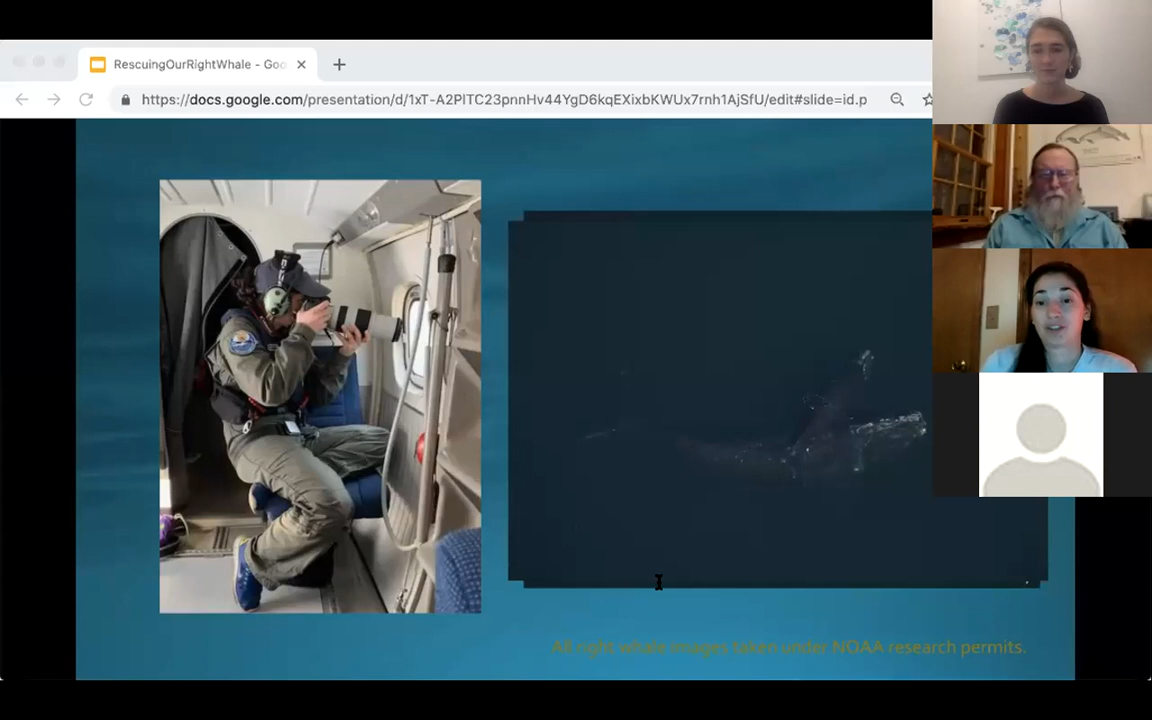 RescuingOurRightWhale - Goo
https://docs.google.com/presentation/d/1xT-A2PlTC23pnnHv44YgD6kqEXixbKWUx7rnh1AjSfU/edit#slide=id.p
All right whale images taken under NOAA research permits.